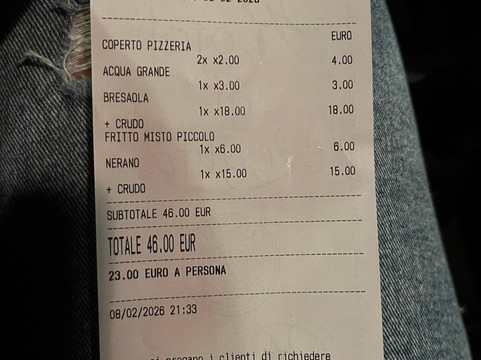 EURO
COPERTO PIZZERIA
2x x2.00 4.00
ACQUA GRANDE
1x x3.00 3.00
BRESAOLA
1x x18.00 18.00
+ CRUDO
FRITTO MISTO PICCOLO
1x x6.00 6.00
NERANO
1x x15.00 15.00
+ CRUDO
SUBTOTALE 46.00 EUR
TOTALE 46.00 EUR
23.00 EURO A PERSONA
08/02/2026 21:33
si pregano i clienti di richiedere